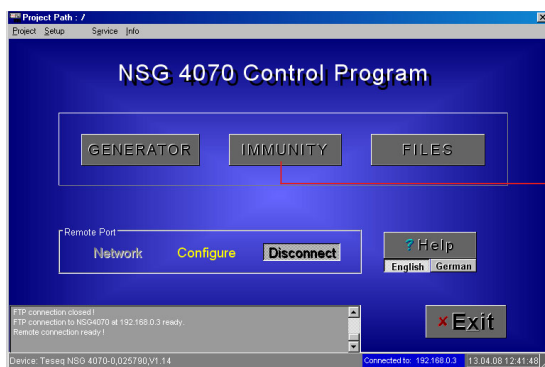 Project Path : /
Project Setup Service Info
NSG 4070 Control Program
GENERATOR IMMUNITY FILES
Remote Port
Network Configure Disconnect
? Help
English German
FTP connection closed !
FTP connection to NSG4070 at 192.168.0.3 ready.
Remote connection ready !
× Exit
Device: Teseq NSG 4070-0,025790,V1.14 Connected to: 192.168.0.3 13.04.08 12:41:48